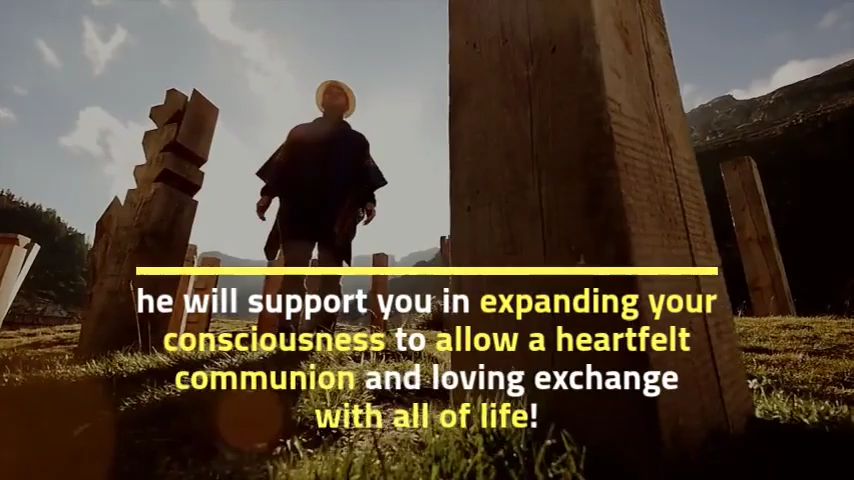 he will support you in expanding your
consciousness to allow a heartfelt
communion and loving exchange
with all of life!